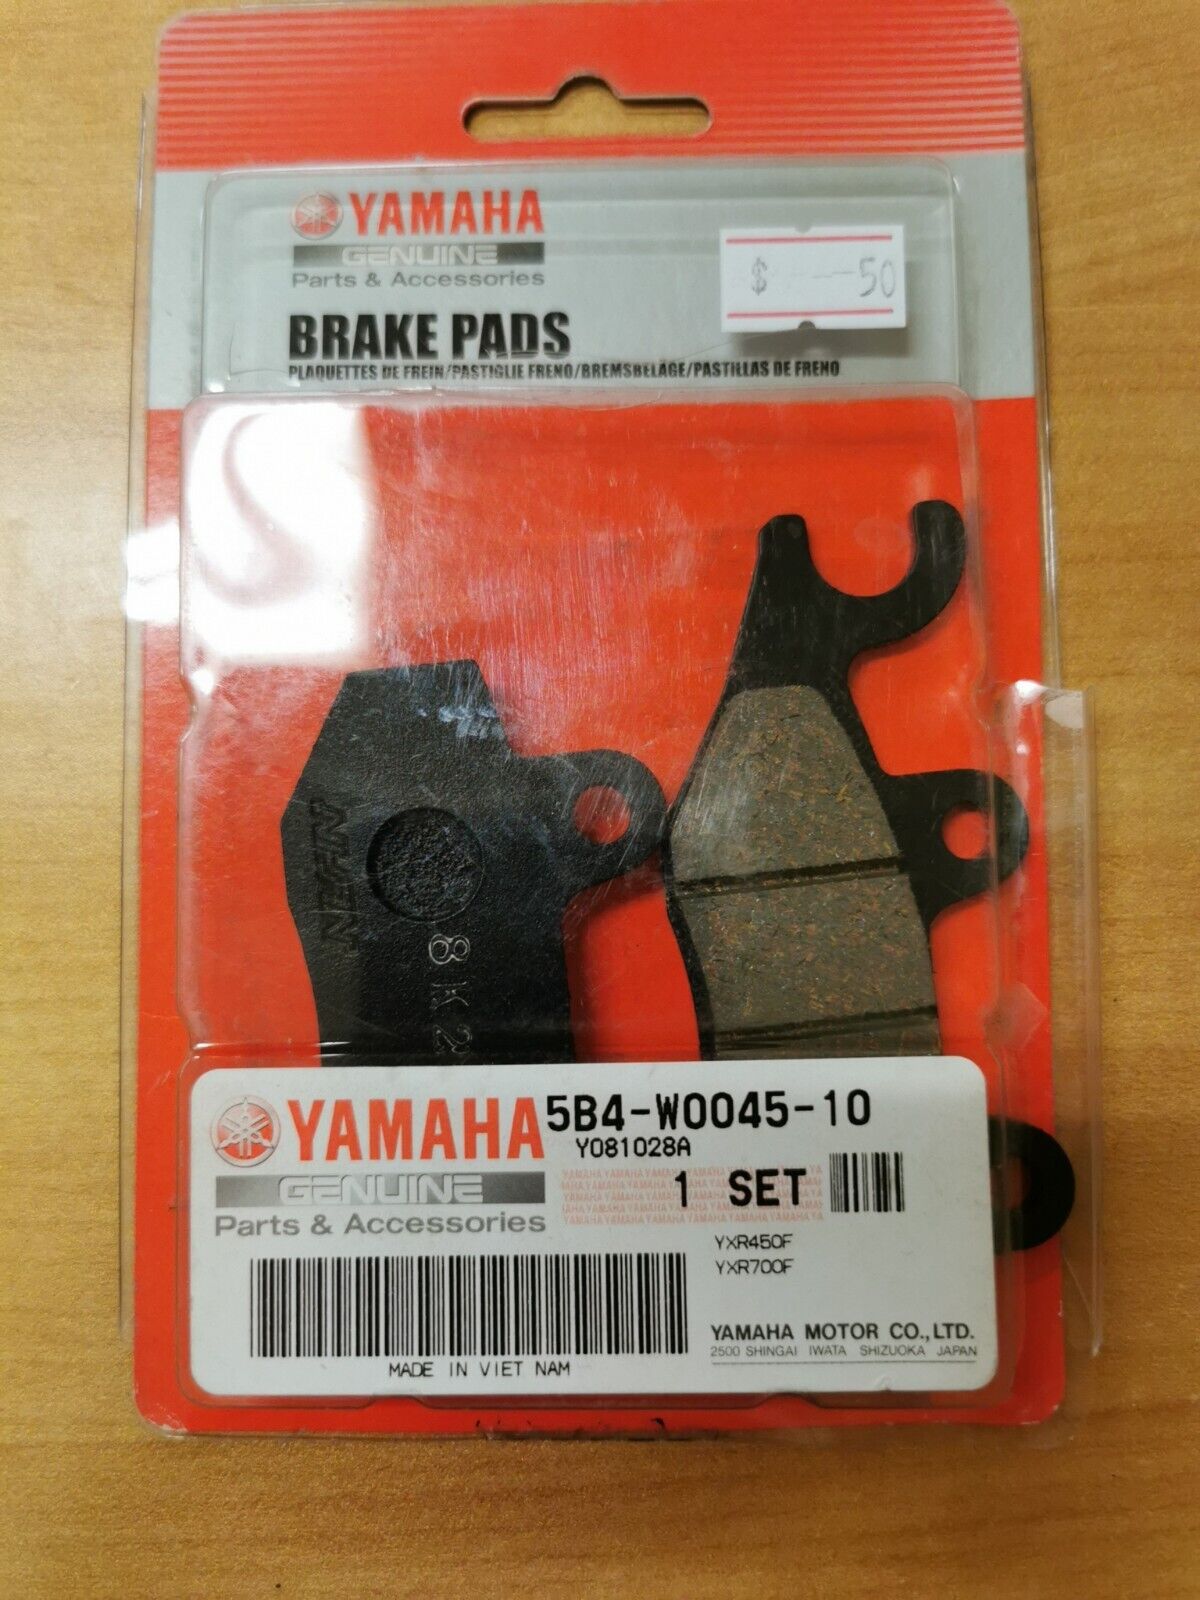 YAMAHA
GENUINE
Parts & Accessories
$ --50
BRAKE PADS
PLAQUETTES DE FREIN/PASTIGLIE FRENO/BREMSBELÄGE/PASTILLAS DE FRENO
8K2
YAMAHA
GENUINE
Parts & Accessories
5B4-W0045-10
Y081028A
1 SET
YXR450F
YXR700F
YAMAHA MOTOR CO.,LTD.
2500 SHINGAI IWATA SHIZUOKA JAPAN
MADE IN VIET NAM